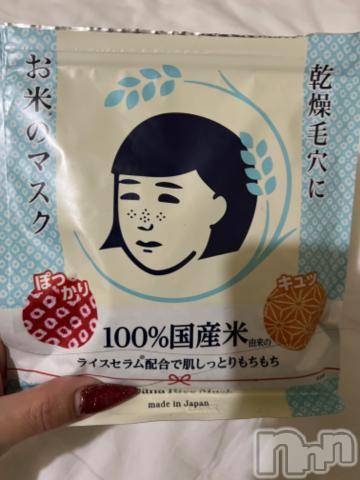 乾燥毛穴に
お米のマスク
ぽっかり
キュッ
100%国産米由来の
ライスセラム®配合で肌しっとりもちもち
made in Japan